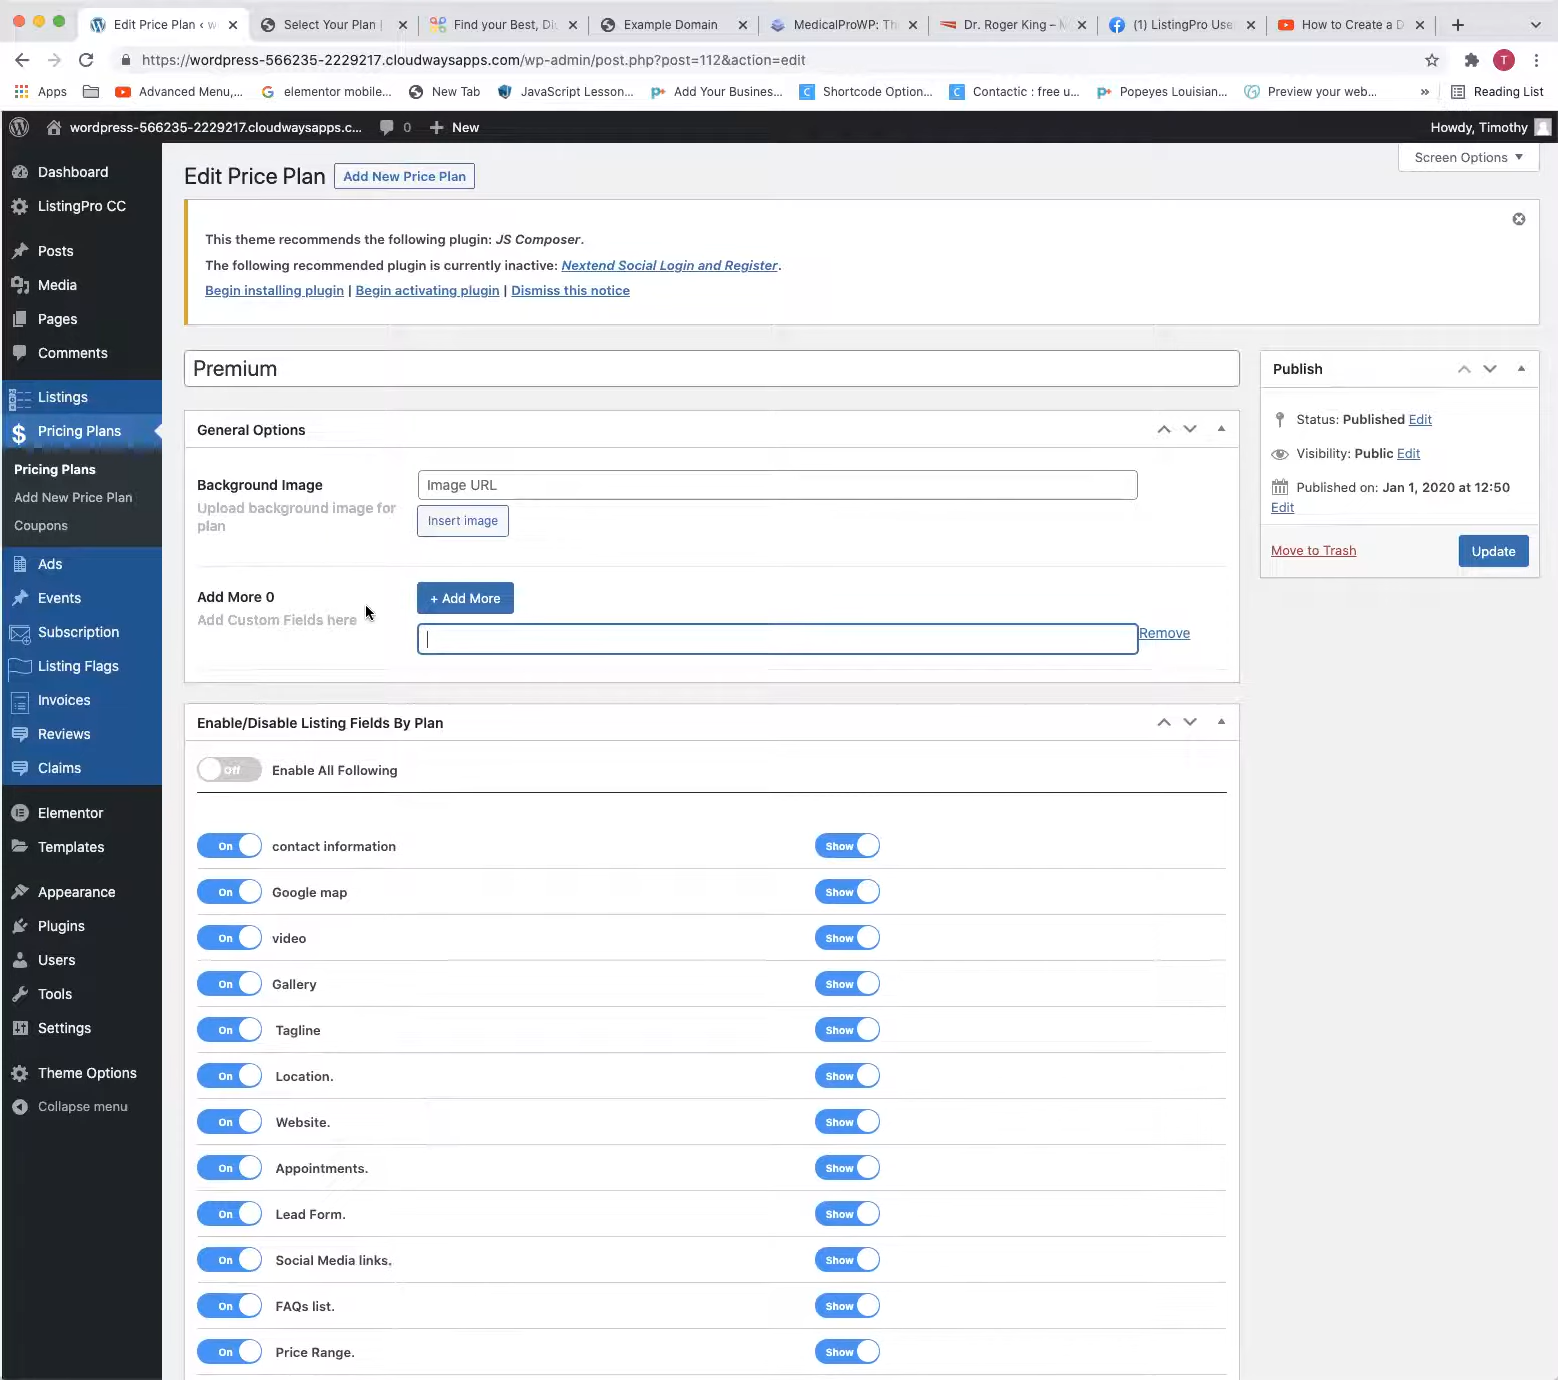 Edit Price Plan ‹ w
Select Your Plan |
Find your Best, Di
Example Domain
MedicalProWP: Th
Dr. Roger King –
(1) ListingPro Use
How to Create a D
https://wordpress-566235-2229217.cloudwaysapps.com/wp-admin/post.php?post=112&action=edit
T
Apps
Advanced Menu,...
elementor mobile...
New Tab
JavaScript Lesson...
Add Your Busines...
Shortcode Option...
Contactic : free u...
Popeyes Louisian...
Preview your web...
»
Reading List
wordpress-566235-2229217.cloudwaysapps.c...
0
New
Howdy, Timothy
Dashboard
ListingPro CC
Posts
Media
Pages
Comments
Listings
Pricing Plans
Pricing Plans
Add New Price Plan
Coupons
Ads
Events
Subscription
Listing Flags
Invoices
Reviews
Claims
Elementor
Templates
Appearance
Plugins
Users
Tools
Settings
Theme Options
Collapse menu
Screen Options
Edit Price Plan
Add New Price Plan
This theme recommends the following plugin: JS Composer.
The following recommended plugin is currently inactive: Nextend Social Login and Register.
Begin installing plugin | Begin activating plugin | Dismiss this notice
Premium
General Options
Background Image
Upload background image for
plan
Image URL
Insert image
Add More 0
Add Custom Fields here
+ Add More
Remove
Enable/Disable Listing Fields By Plan
Off Enable All Following
On contact information Show
On Google map Show
On video Show
On Gallery Show
On Tagline Show
On Location. Show
On Website. Show
On Appointments. Show
On Lead Form. Show
On Social Media links. Show
On FAQs list. Show
On Price Range. Show
Publish
Status: Published Edit
Visibility: Public Edit
Published on: Jan 1, 2020 at 12:50
Edit
Move to Trash
Update